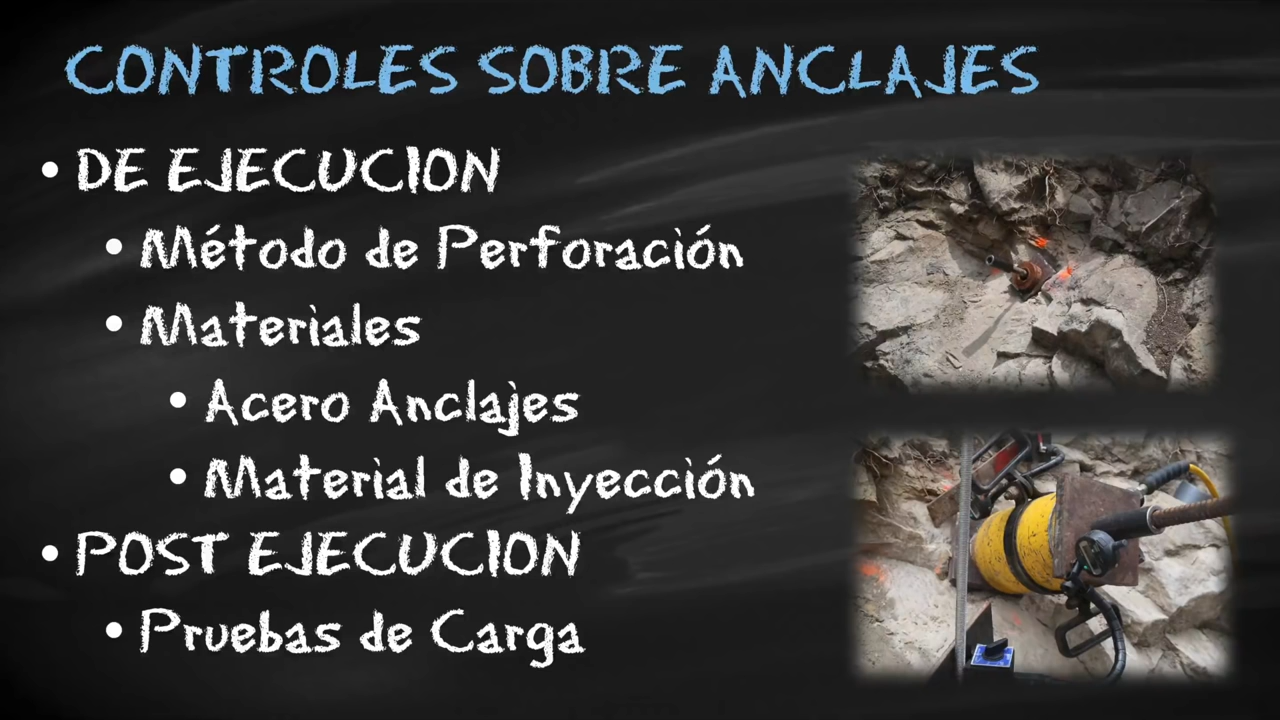 CONTROLES SOBRE ANCLAJES
• DE EJECUCION
• Método de Perforación
• Materiales
• Acero Anclajes
• Material de Inyección
• POST EJECUCION
• Pruebas de Carga